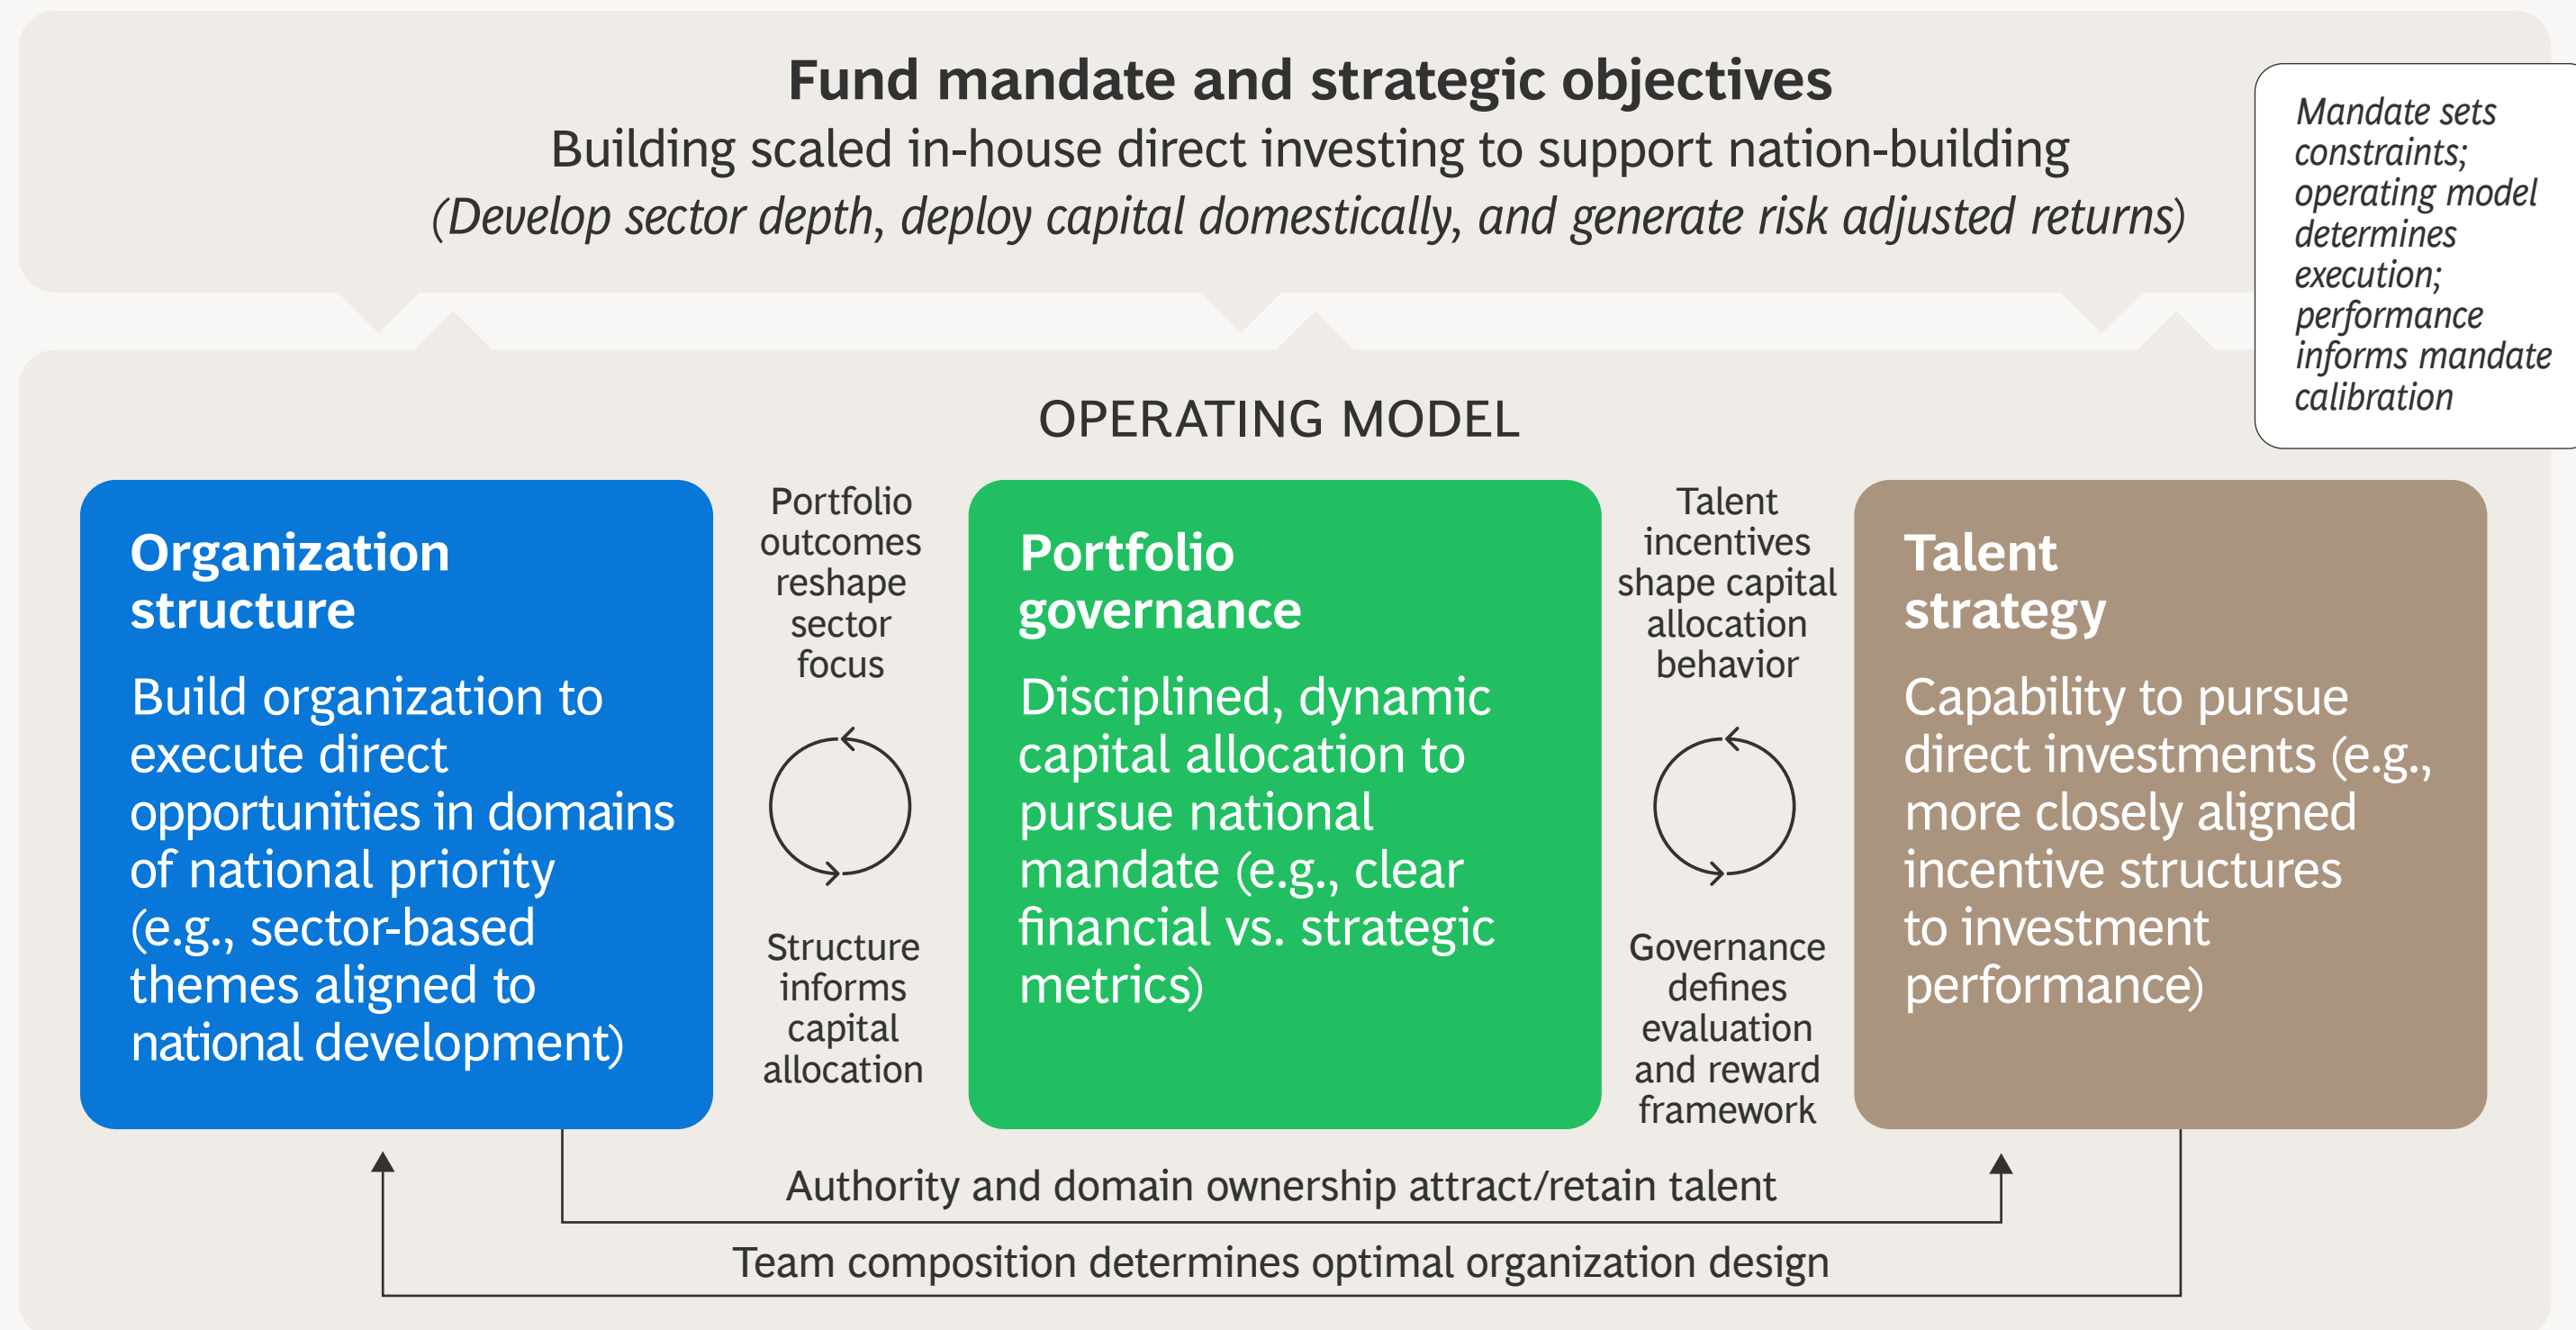 Fund mandate and strategic objectives
Building scaled in-house direct investing to support nation-building
(Develop sector depth, deploy capital domestically, and generate risk adjusted returns)
Mandate sets
constraints;
operating model
determines
execution;
performance
informs mandate
calibration
OPERATING MODEL
Organization
structure
Build organization to
execute direct
opportunities in domains
of national priority
(e.g., sector-based
themes aligned to
national development)
Portfolio
outcomes
reshape
sector
focus
Structure
informs
capital
allocation
Portfolio
governance
Disciplined, dynamic
capital allocation to
pursue national
mandate (e.g., clear
financial vs. strategic
metrics)
Talent
incentives
shape capital
allocation
behavior
Governance
defines
evaluation
and reward
framework
Talent
strategy
Capability to pursue
direct investments (e.g.,
more closely aligned
incentive structures
to investment
performance)
Authority and domain ownership attract/retain talent
Team composition determines optimal organization design